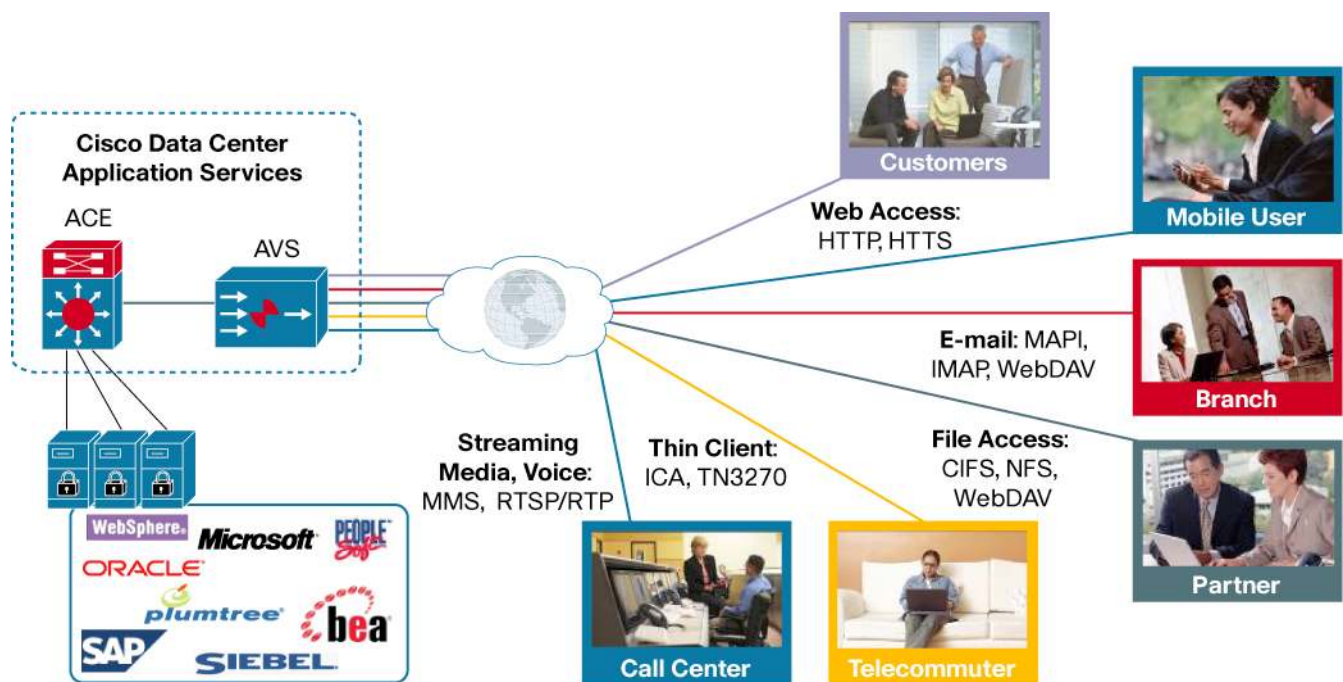 Cisco Data Center
Application Services
ACE
AVS
WebSphere®
Microsoft®
PEOPLE
Soft™
ORACLE®
plumtree®
bea®
SAP
SIEBEL®
Customers
Web Access:
HTTP, HTTS
Mobile User
E-mail: MAPI,
IMAP, WebDAV
Branch
File Access:
CIFS, NFS,
WebDAV
Partner
Streaming
Media, Voice:
MMS, RTSP/RTP
Thin Client:
ICA, TN3270
Call Center
Telecommuter